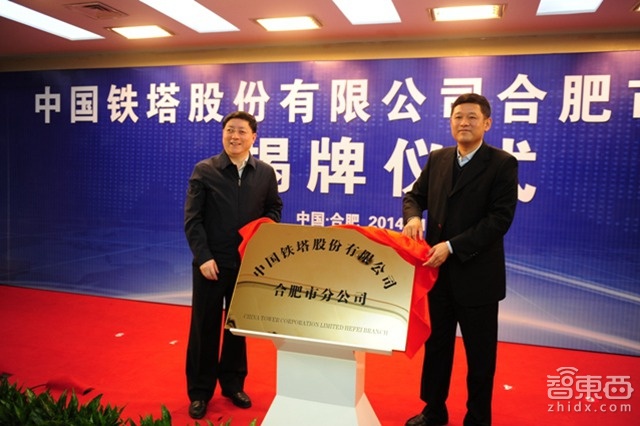 中国铁塔股份有限公司合肥市
揭牌仪式
中国·合肥 2014.
中国铁塔股份有限公司
合肥市分公司
CHINA TOWER CORPORATION LIMITED HEFEI BRANCH
智東西
zhidx.com